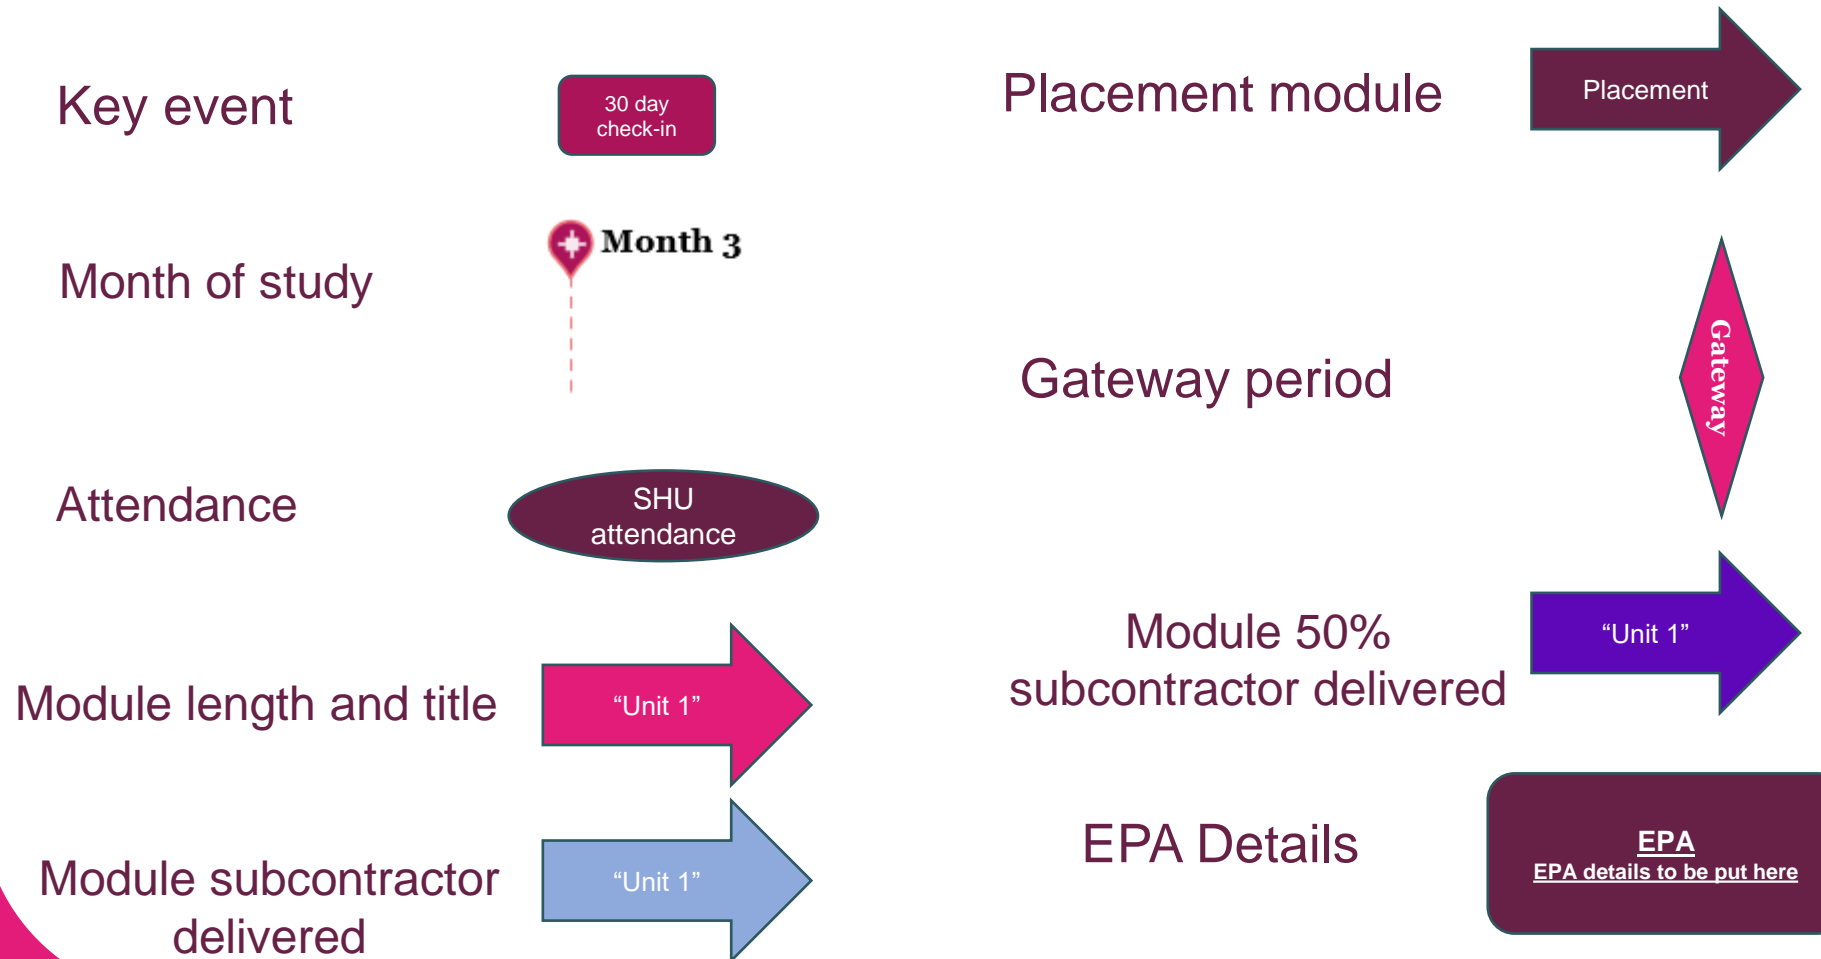 Key event
30 day
check-in
Month of study
Month 3
Attendance
SHU
attendance
Module length and title
“Unit 1”
Module subcontractor
delivered
“Unit 1”
Placement module
Placement
Gateway period
Gateway
Module 50%
subcontractor delivered
“Unit 1”
EPA Details
EPA
EPA details to be put here